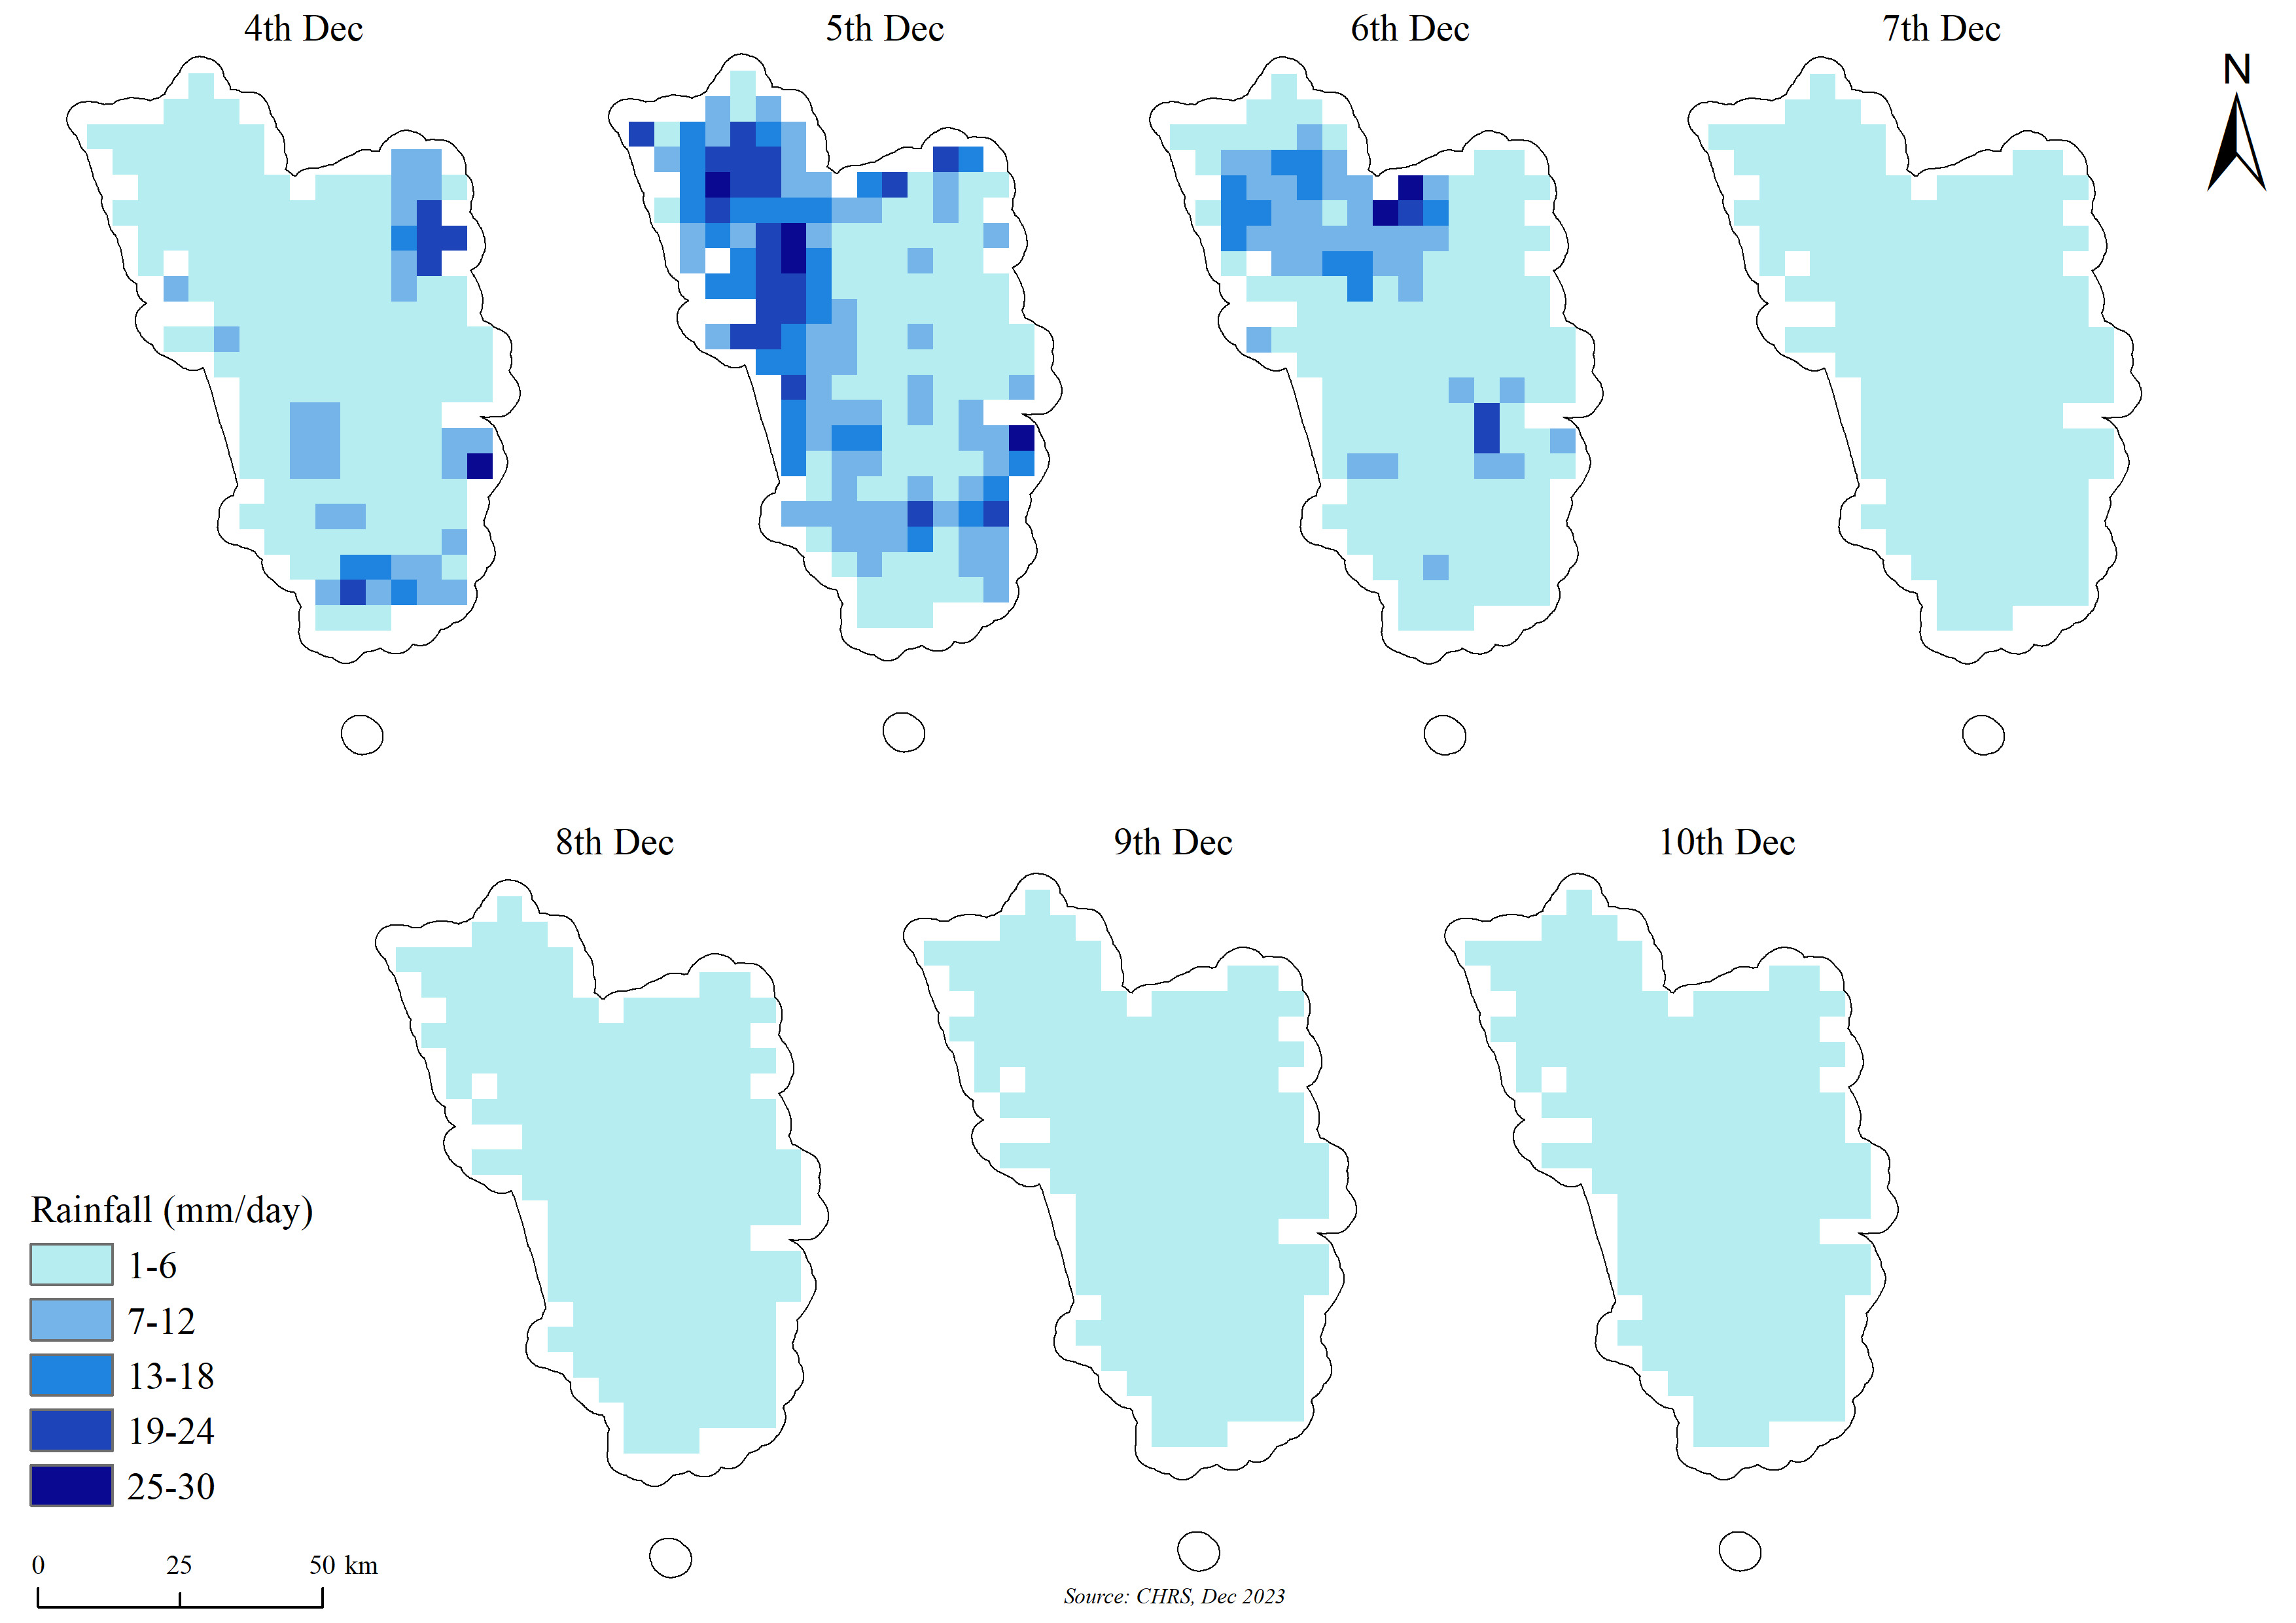 4th Dec
5th Dec
6th Dec
7th Dec
N
8th Dec
9th Dec
10th Dec
Rainfall (mm/day)
1-6
7-12
13-18
19-24
25-30
0 25 50 km
Source: CHRS, Dec 2023